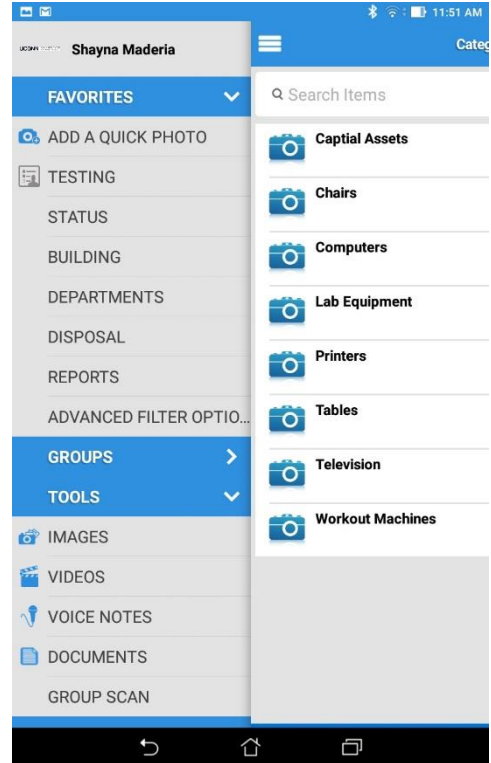 11:51 AM
UCONN
Shayna Maderia
FAVORITES
ADD A QUICK PHOTO
TESTING
STATUS
BUILDING
DEPARTMENTS
DISPOSAL
REPORTS
ADVANCED FILTER OPTIO...
GROUPS
TOOLS
IMAGES
VIDEOS
VOICE NOTES
DOCUMENTS
GROUP SCAN
Categ
Search Items
Captial Assets
Chairs
Computers
Lab Equipment
Printers
Tables
Television
Workout Machines